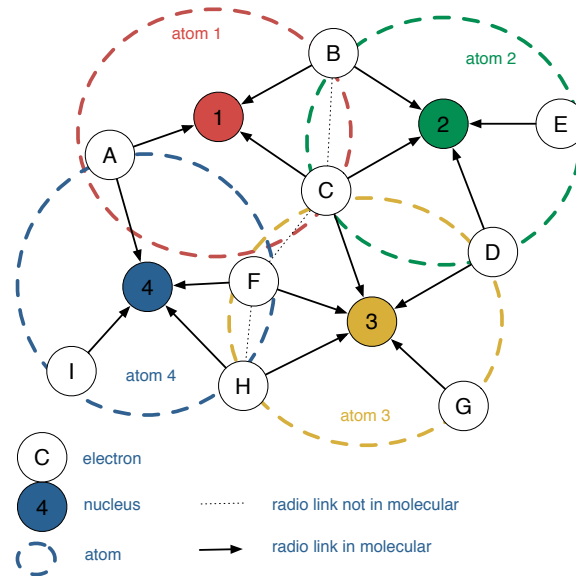 atom 1
B
atom 2
1
2
E
A
C
D
F
4
3
I
atom 4
H
G
atom 3
C electron
4 nucleus
radio link not in molecular
atom
radio link in molecular